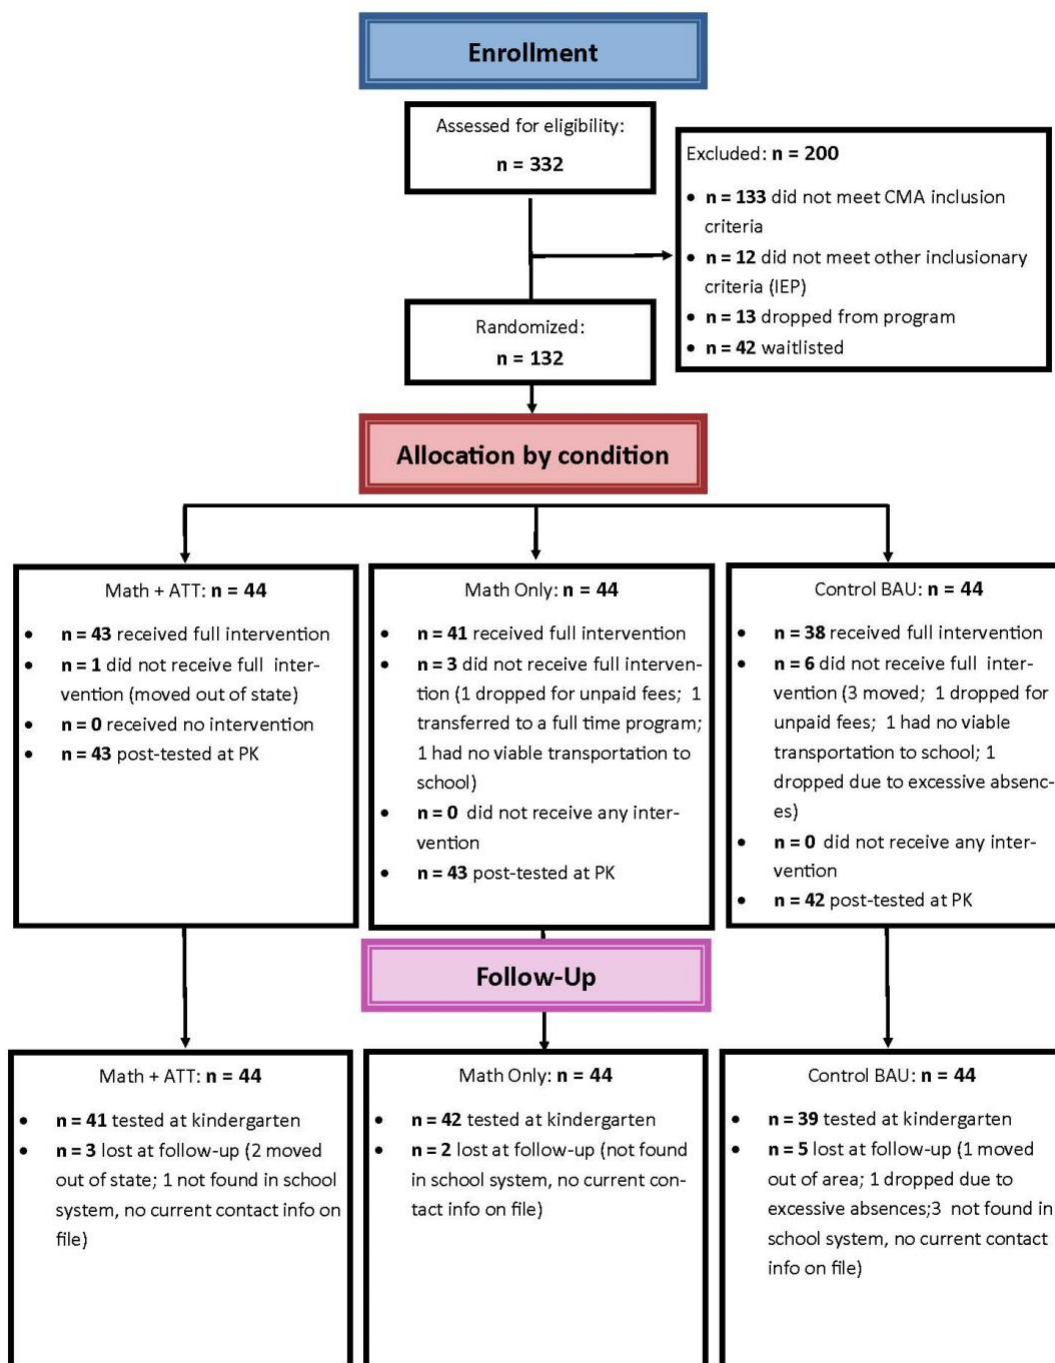 Enrollment
Assessed for eligibility:
n = 332
Excluded: n = 200
• n = 133 did not meet CMA inclusion
criteria
• n = 12 did not meet other inclusionary
criteria (IEP)
• n = 13 dropped from program
• n = 42 waitlisted
Randomized:
n = 132
Allocation by condition
Math + ATT: n = 44
• n = 43 received full intervention
• n = 1 did not receive full inter-
vention (moved out of state)
• n = 0 received no intervention
• n = 43 post-tested at PK
Math Only: n = 44
• n = 41 received full intervention
• n = 3 did not receive full interven-
tion (1 dropped for unpaid fees; 1
transferred to a full time program;
1 had no viable transportation to
school)
• n = 0 did not receive any inter-
vention
• n = 43 post-tested at PK
Control BAU: n = 44
• n = 38 received full intervention
• n = 6 did not receive full inter-
vention (3 moved; 1 dropped for
unpaid fees; 1 had no viable
transportation to school; 1
dropped due to excessive absenc-
es)
• n = 0 did not receive any inter-
vention
• n = 42 post-tested at PK
Follow-Up
Math + ATT: n = 44
• n = 41 tested at kindergarten
• n = 3 lost at follow-up (2 moved
out of state; 1 not found in school
system, no current contact info on
file)
Math Only: n = 44
• n = 42 tested at kindergarten
• n = 2 lost at follow-up (not found
in school system, no current con-
tact info on file)
Control BAU: n = 44
• n = 39 tested at kindergarten
• n = 5 lost at follow-up (1 moved
out of area; 1 dropped due to
excessive absences;3 not found in
school system, no current contact
info on file)